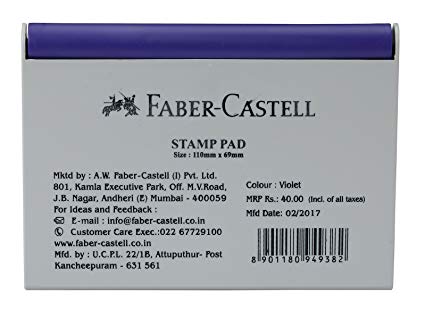 FABER-CASTELL
STAMP PAD
Size : 110mm x 69mm
Mktd by : A.W. Faber-Castell (I) Pvt. Ltd.
801, Kamla Executive Park, Off. M.V.Road,
J.B. Nagar, Andheri (E) Mumbai - 400059
For Ideas and Feedback :
E-mail : info@faber-castell.co.in
Customer Care Exec.:022 67729100
www.faber-castell.co.in
Mfd. by : U.C.P.L. 22/1B, Attuputhur- Post
Kancheepuram - 631 561
Colour : Violet
MRP Rs.: 40.00 (Incl. of all taxes)
Mfd Date: 02/2017
8 901180 949382